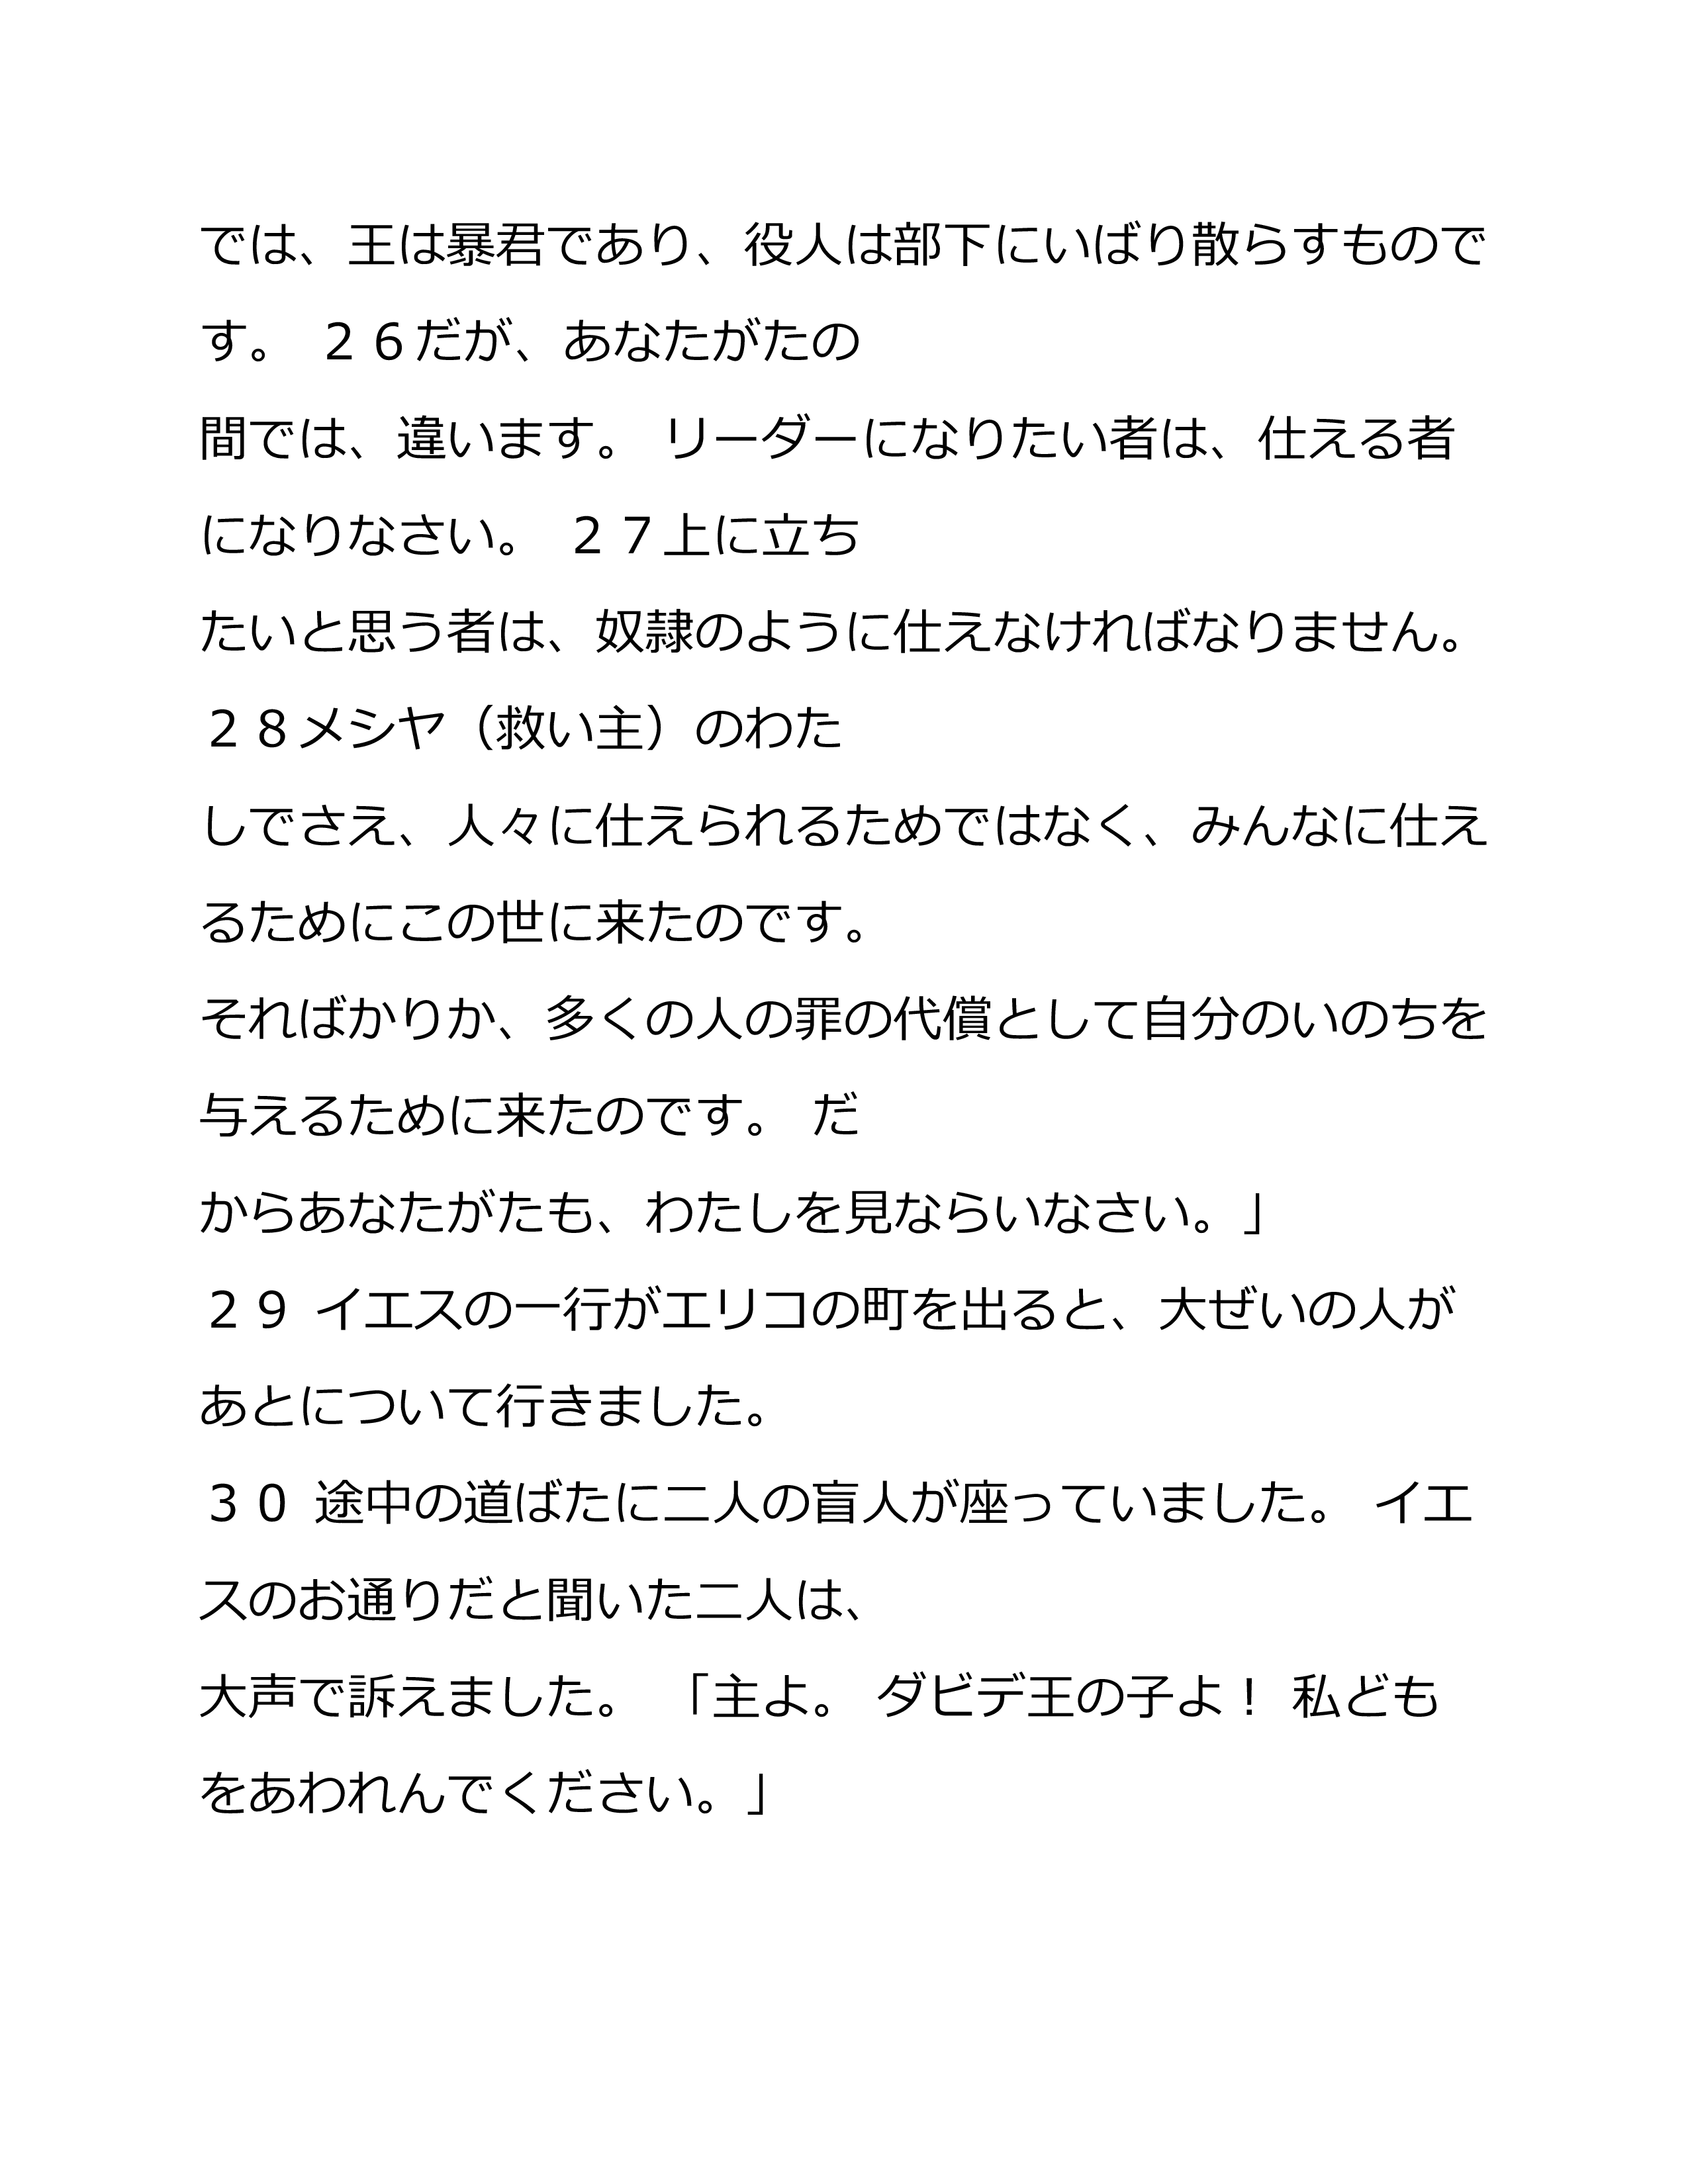 では、王は暴君であり、役人は部下にいばり散らすもので
す。 ２６だが、あなたがたの
間では、違います。 リーダーになりたい者は、仕える者
になりなさい。 ２７上に立ち
たいと思う者は、奴隷のように仕えなければなりません。
２８メシヤ（救い主）のわた
しでさえ、人々に仕えられるためではなく、みんなに仕え
るためにこの世に来たのです。
そればかりか、多くの人の罪の代償として自分のいのちを
与えるために来たのです。 だ
からあなたがたも、わたしを見ならいなさい。」
２９ イエスの一行がエリコの町を出ると、大ぜいの人が
あとについて行きました。
３０ 途中の道ばたに二人の盲人が座っていました。 イエ
スのお通りだと聞いた二人は、
大声で訴えました。 「主よ。 ダビデ王の子よ！ 私ども
をあわれんでください。」